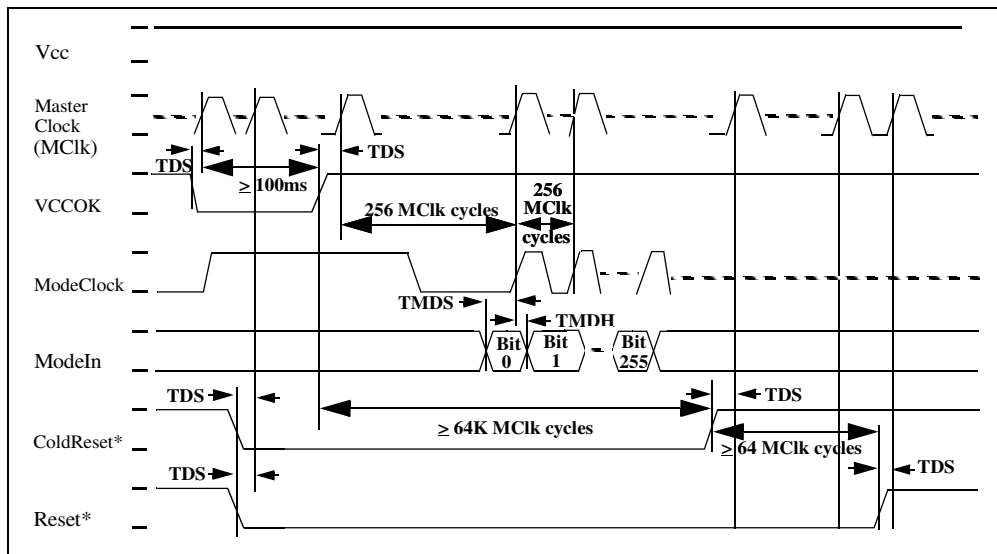 Vcc
Master
Clock
(MClk)
TDS
TDS
≥ 100ms
VCCOK
256 MClk cycles
256
MClk
cycles
ModeClock
TMDS
TMDH
ModeIn
Bit
0
Bit
1
Bit
255
TDS
TDS
ColdReset*
≥ 64K MClk cycles
≥ 64 MClk cycles
TDS
TDS
Reset*